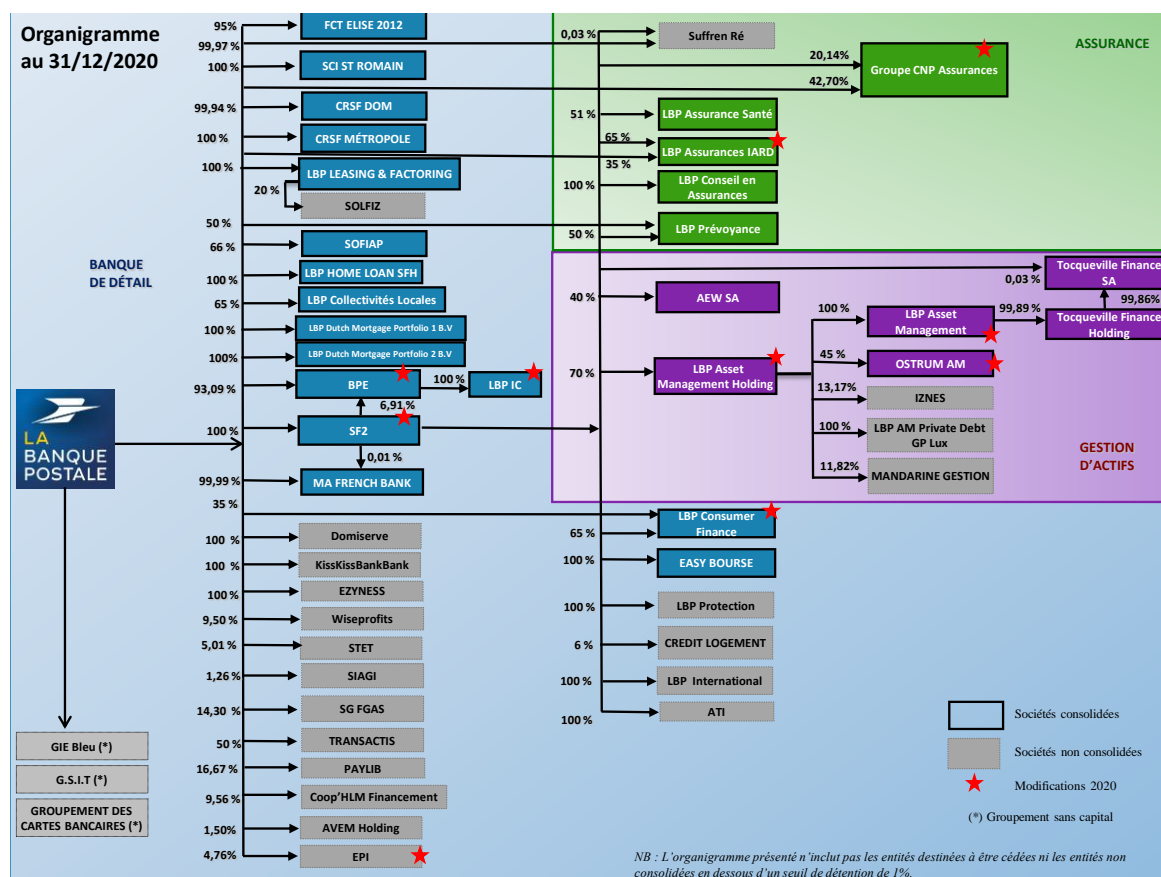 Organigramme
au 31/12/2020
95%
FCT ELISE 2012
99,97 %
100 %
SCI ST ROMAIN
99,94 %
CRSF DOM
100 %
CRSF MÉTROPOLE
100 %
LBP LEASING & FACTORING
20 %
SOLFIZ
50 %
66 %
SOFIAP
BANQUE
DE DÉTAIL
100 %
LBP HOME LOAN SFH
65 %
LBP Collectivités Locales
100 %
LBP Dutch Mortgage Portfolio 1 B.V
100%
LBP Dutch Mortgage Portfolio 2 B.V
93,09 %
BPE
100 %
LBP IC
6,91 %
100 %
SF2
0,01 %
99,99 %
MA FRENCH BANK
35 %
LA
BANQUE
POSTALE
100 %
Domiserve
100 %
KissKissBankBank
100 %
EZYNESS
9,50 %
Wiseprofits
5,01 %
STET
1,26 %
SIAGI
14,30 %
SG FGAS
50 %
TRANSACTIS
16,67 %
PAYLIB
9,56 %
Coop'HLM Financement
1,50%
AVEM Holding
4,76%
EPI
GIE Bleu (*)
G.S.I.T (*)
GROUPEMENT DES
CARTES BANCAIRES (*)
ASSURANCE
0,03 %
Suffren Ré
20,14%
42,70%
Groupe CNP Assurances
51 %
LBP Assurance Santé
65 %
35 %
LBP Assurances IARD
100 %
LBP Conseil en
Assurances
50 %
LBP Prévoyance
0,03 %
Tocqueville Finance
SA
99,86%
40 %
AEW SA
100 %
LBP Asset
Management
99,89 %
Tocqueville Finance
Holding
70 %
LBP Asset
Management Holding
45 %
OSTRUM AM
13,17%
IZNES
100 %
LBP AM Private Debt
GP Lux
11,82%
MANDARINE GESTION
GESTION
D'ACTIFS
65 %
LBP Consumer
Finance
100%
EASY BOURSE
100%
LBP Protection
6 %
CREDIT LOGEMENT
100 %
LBP International
100 %
ATI
Sociétés consolidées
Sociétés non consolidées
Modifications 2020
(*) Groupement sans capital
NB : L'organigramme présenté n'inclut pas les entités destinées à être cédées ni les entités non
consolidées en dessous d'un seuil de détention de 1%.